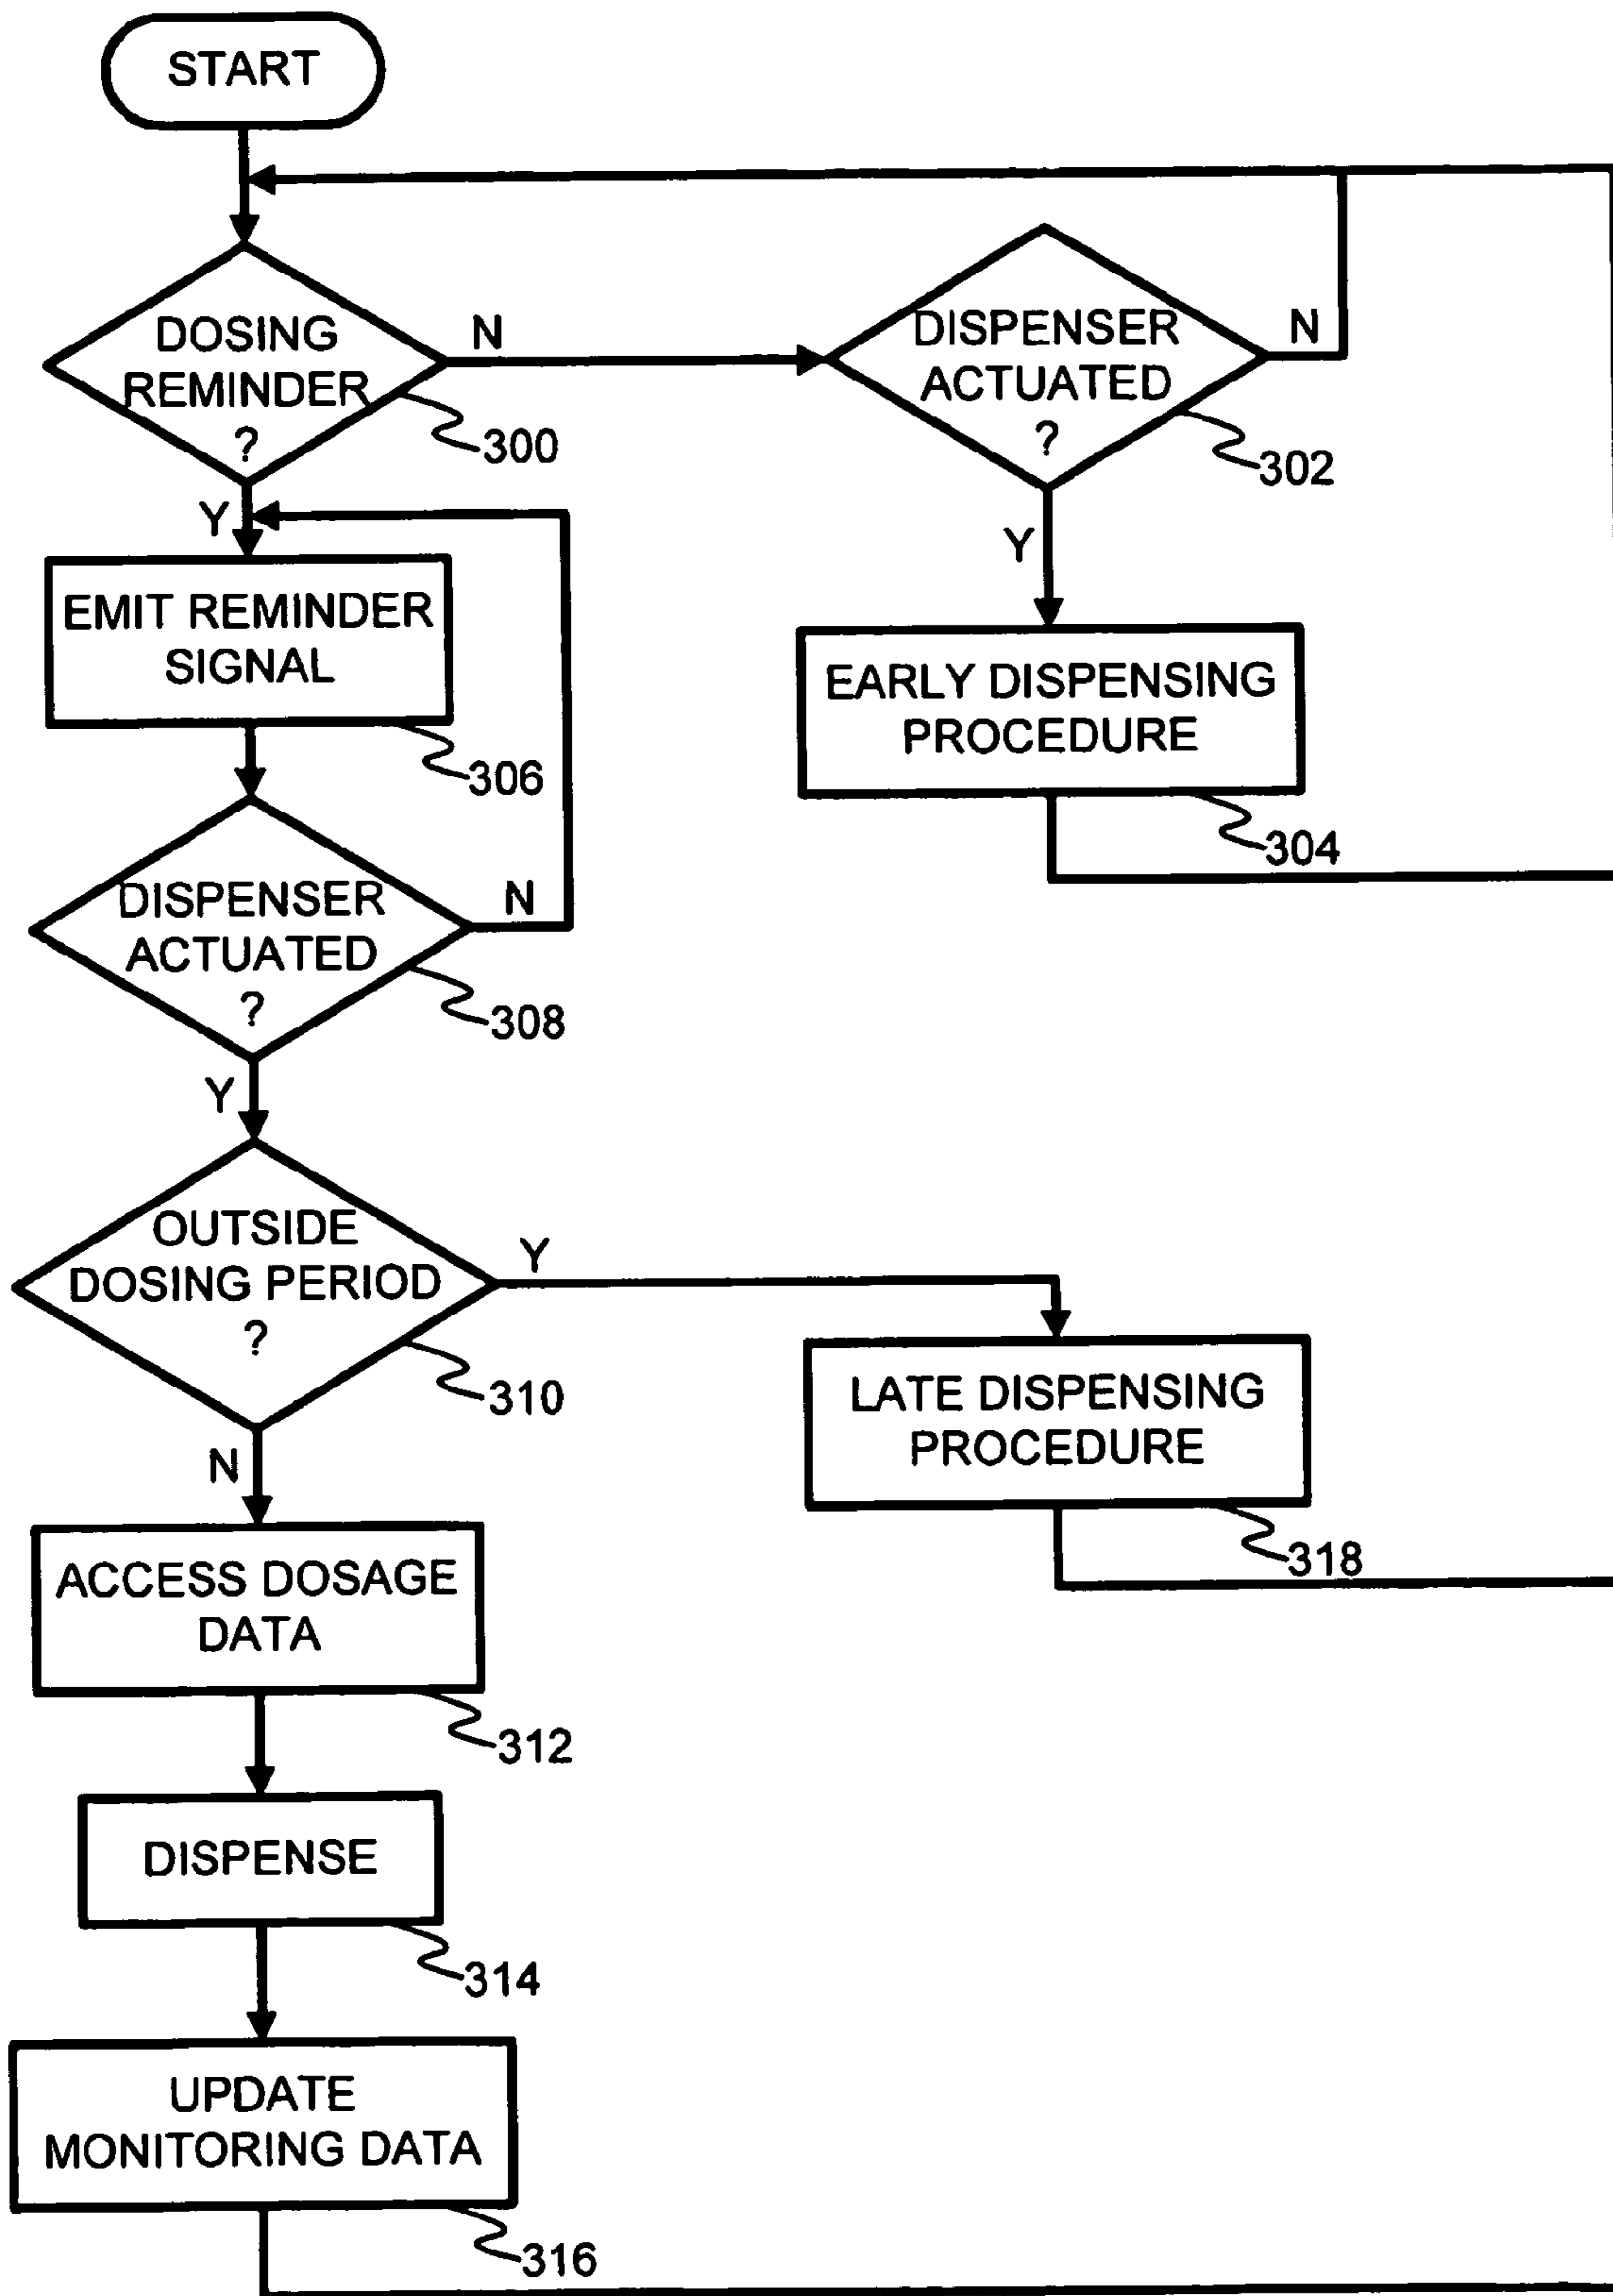 START
DOSING
REMINDER
?
N
300
Y
DISPENSER
ACTUATED
?
N
302
Y
EMIT REMINDER
SIGNAL
306
EARLY DISPENSING
PROCEDURE
304
DISPENSER
ACTUATED
?
N
308
Y
OUTSIDE
DOSING PERIOD
?
Y
310
N
LATE DISPENSING
PROCEDURE
318
ACCESS DOSAGE
DATA
312
DISPENSE
314
UPDATE
MONITORING DATA
316